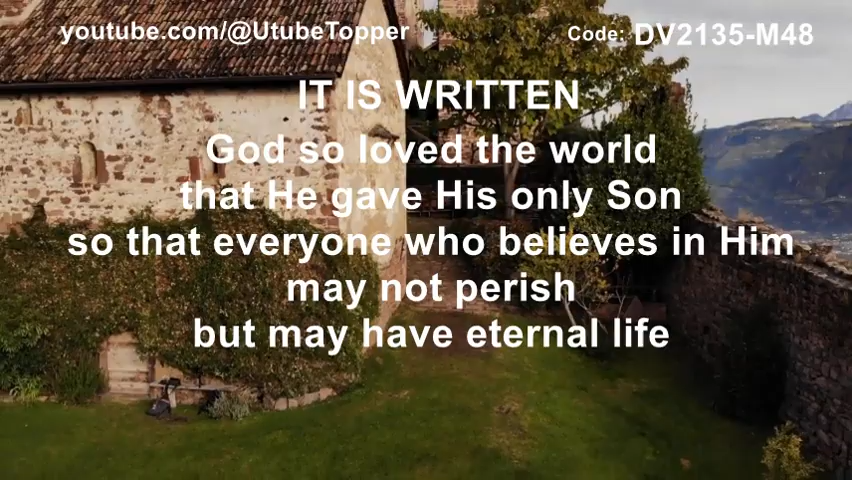 youtube.com/@UtubeTopper Code: DV2135-M48
IT IS WRITTEN
God so loved the world
that He gave His only Son
so that everyone who believes in Him
may not perish
but may have eternal life